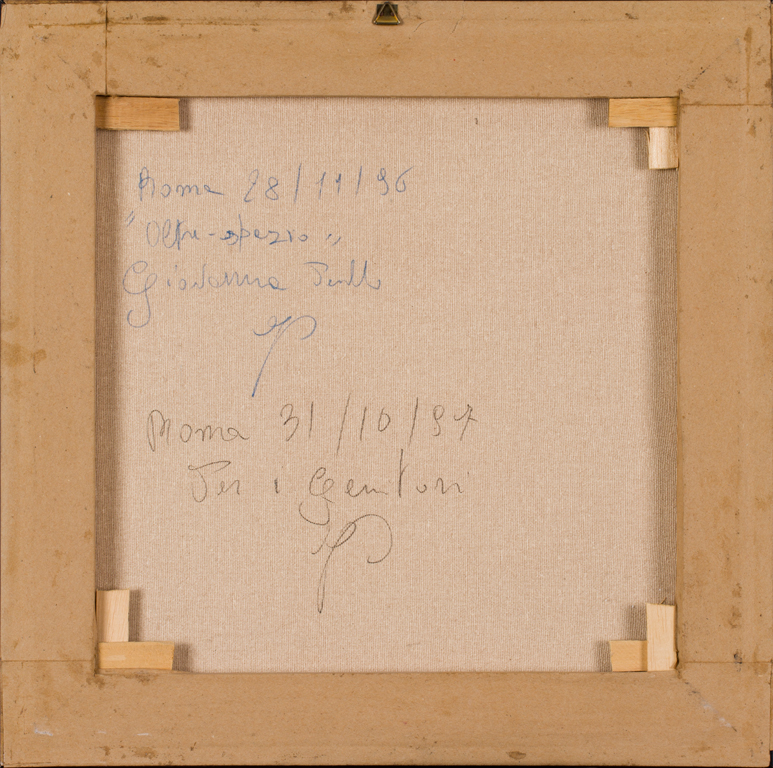 Roma 28/11/96
"Oltre-spazio"
Giovanna
Roma 31/10/97
Per i Genitori